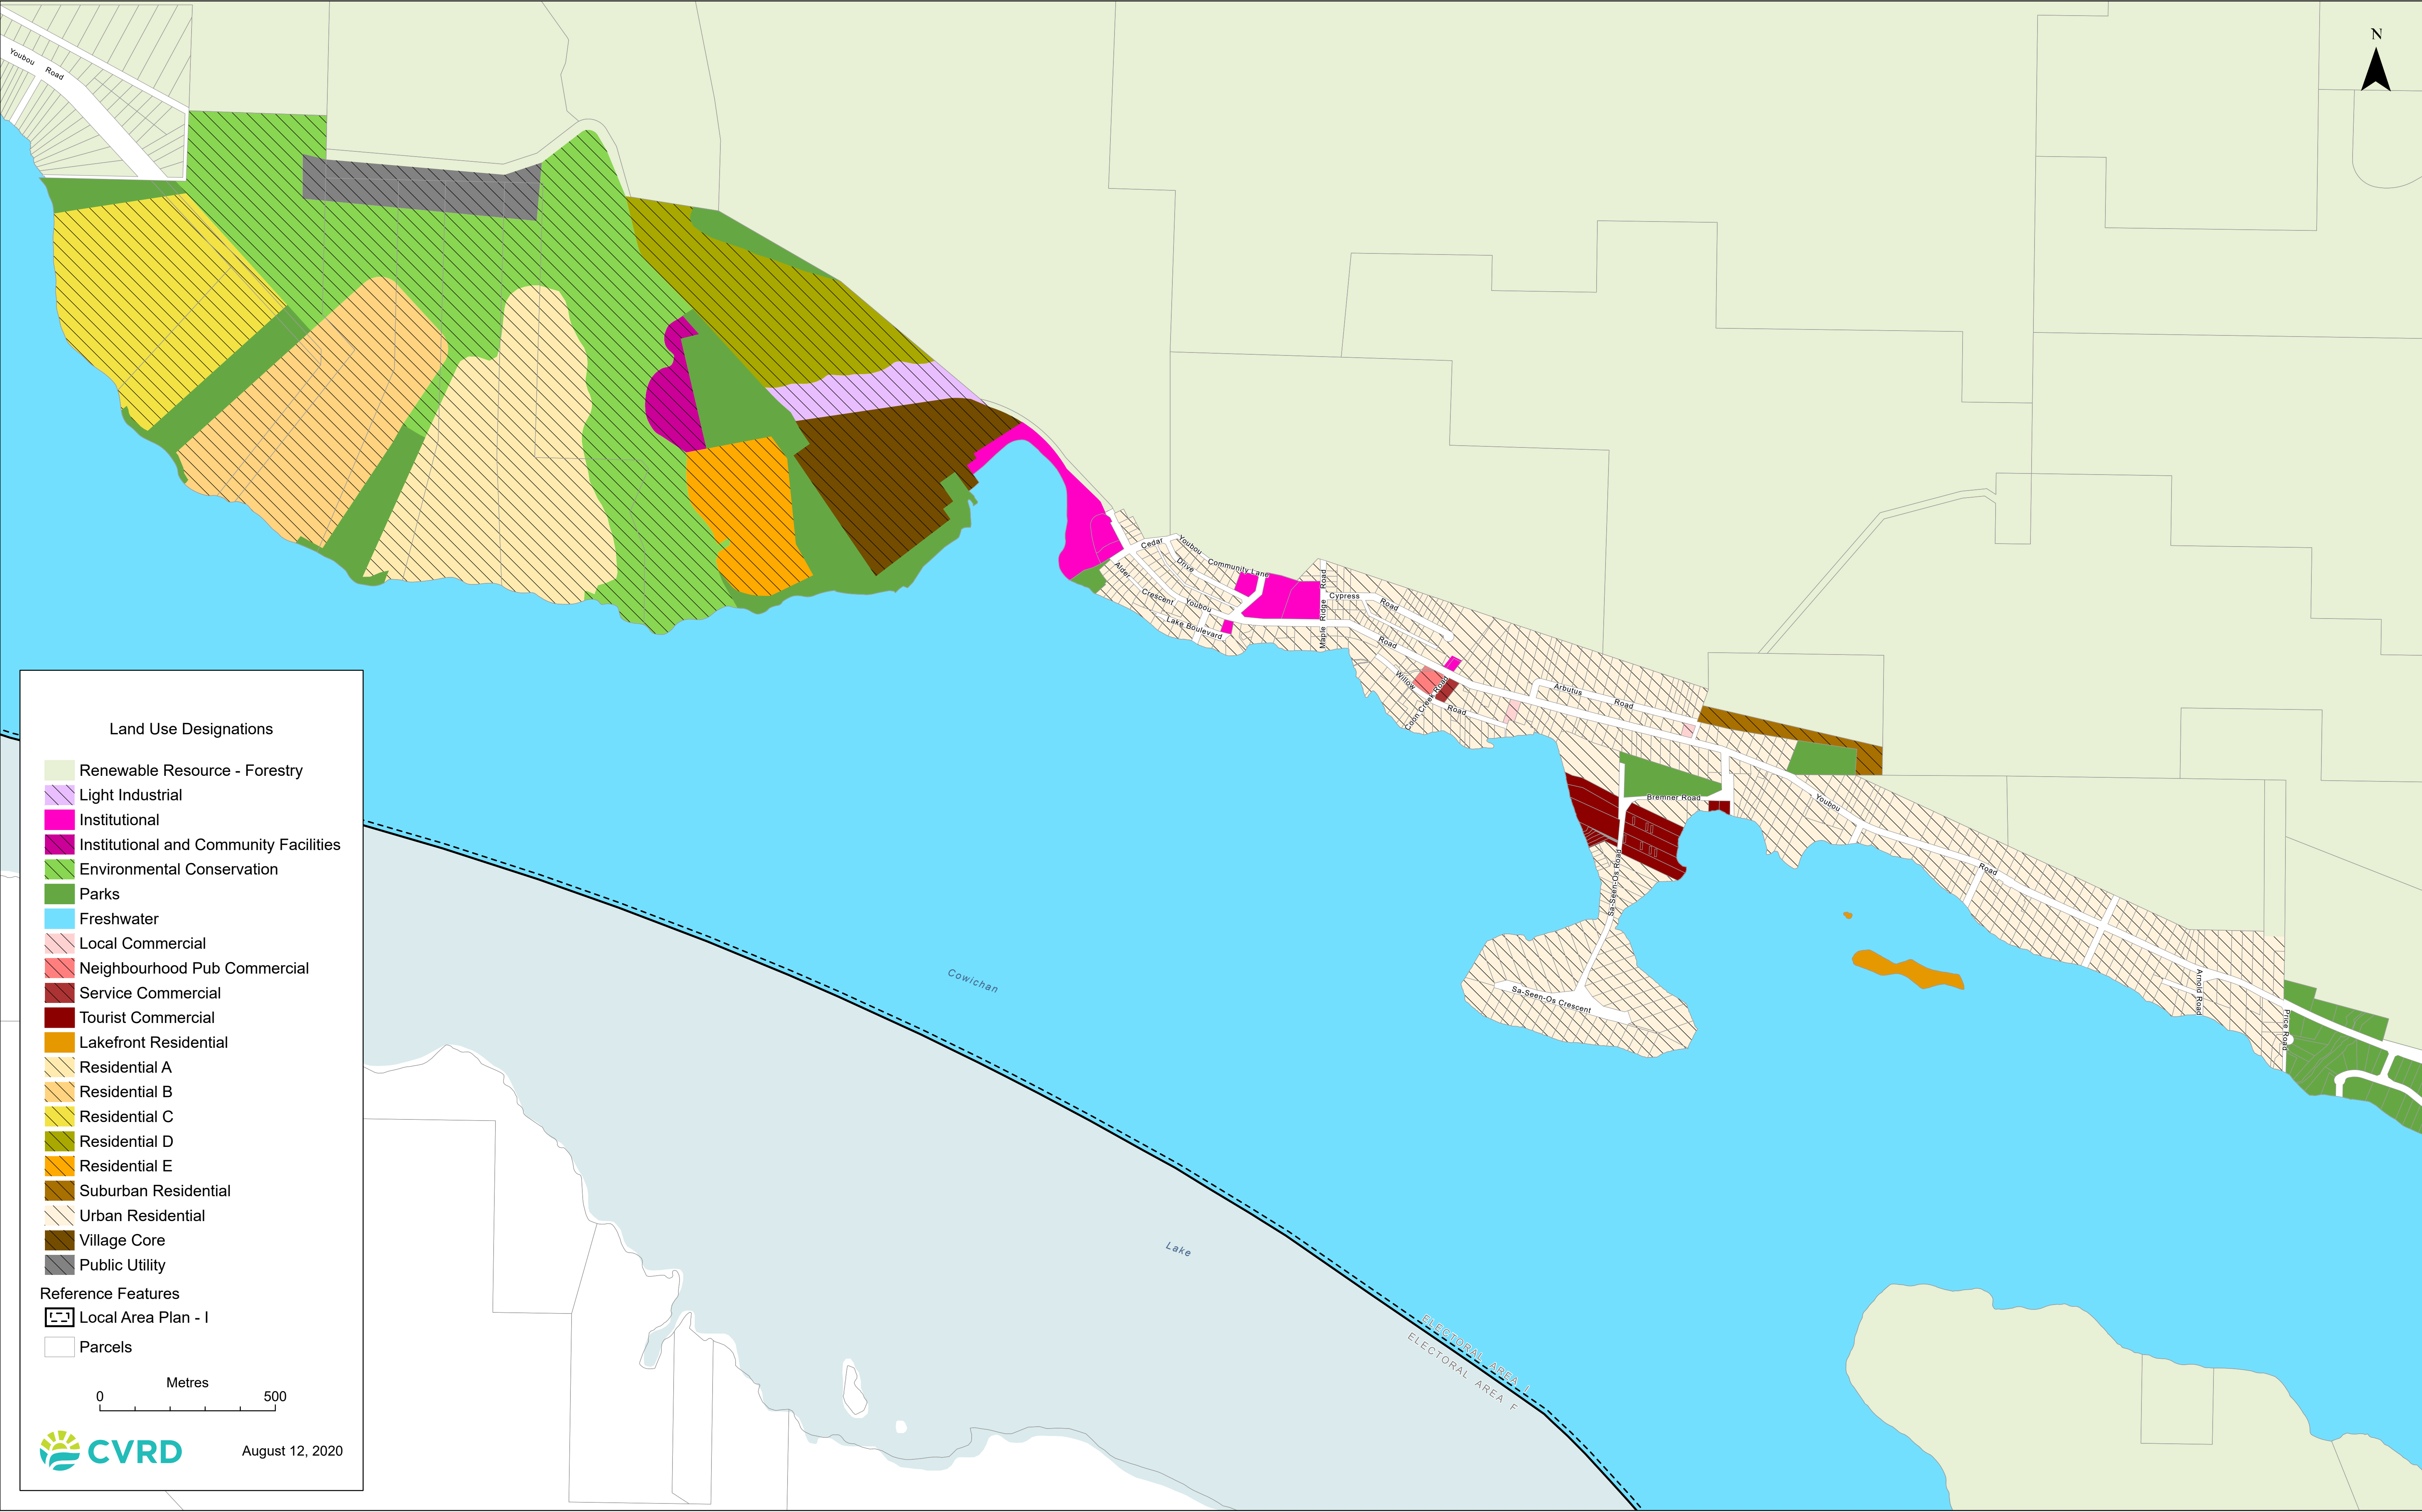 Youbou Road
N
Cedar
Youbou
Drive
Community Lane
Alder
Crescent
Youbou
Lake Boulevard
Maple Ridge Road
Cypress
Road
Road
Willow
Coon Creek Road
Road
Arbutus
Road
Bremner Road
Youbou
Road
Sa-Seen-Os Road
Sa-Seen-Os Crescent
Arnold Road
Price Road
Cowichan
Lake
ELECTORAL AREA I
ELECTORAL AREA F
Land Use Designations
Renewable Resource - Forestry
Light Industrial
Institutional
Institutional and Community Facilities
Environmental Conservation
Parks
Freshwater
Local Commercial
Neighbourhood Pub Commercial
Service Commercial
Tourist Commercial
Lakefront Residential
Residential A
Residential B
Residential C
Residential D
Residential E
Suburban Residential
Urban Residential
Village Core
Public Utility
Reference Features
Local Area Plan - I
Parcels
Metres
0 500
CVRD
August 12, 2020